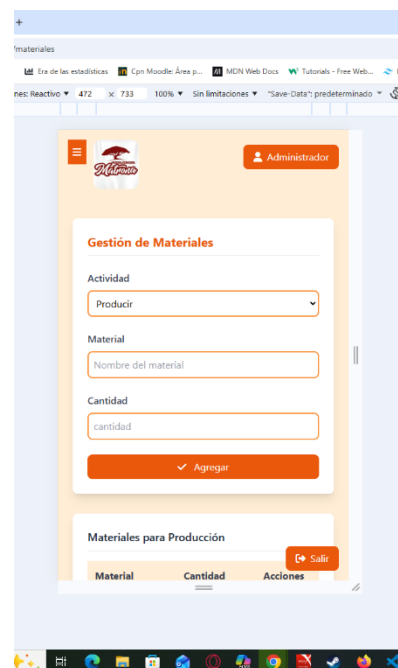 +
/materiales
Era de las estadísticas Cpn Moodle: Área p... MDN Web Docs Tutorials - Free Web...
nes: Reactivo ▼ 472 × 733 100% ▼ Sin limitaciones ▼ "Save-Data": predeterminado
Matrona
Administrador
Gestión de Materiales
Actividad
Producir
Material
Nombre del material
Cantidad
cantidad
Agregar
Materiales para Producción
Salir
Material Cantidad Acciones